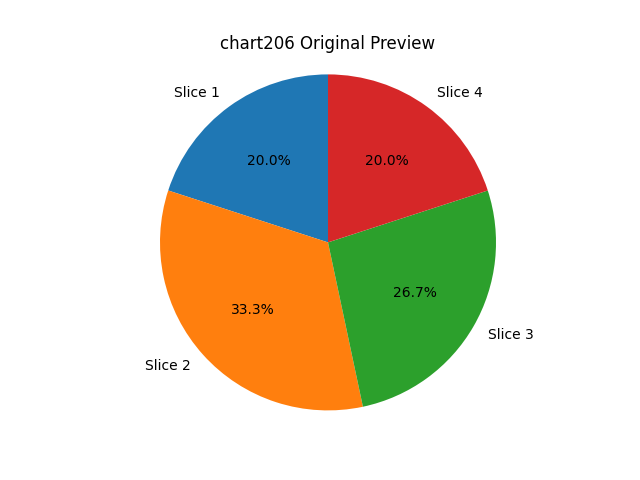 chart206 Original Preview
Slice 1
Slice 4
20.0%
20.0%
26.7%
33.3%
Slice 3
Slice 2